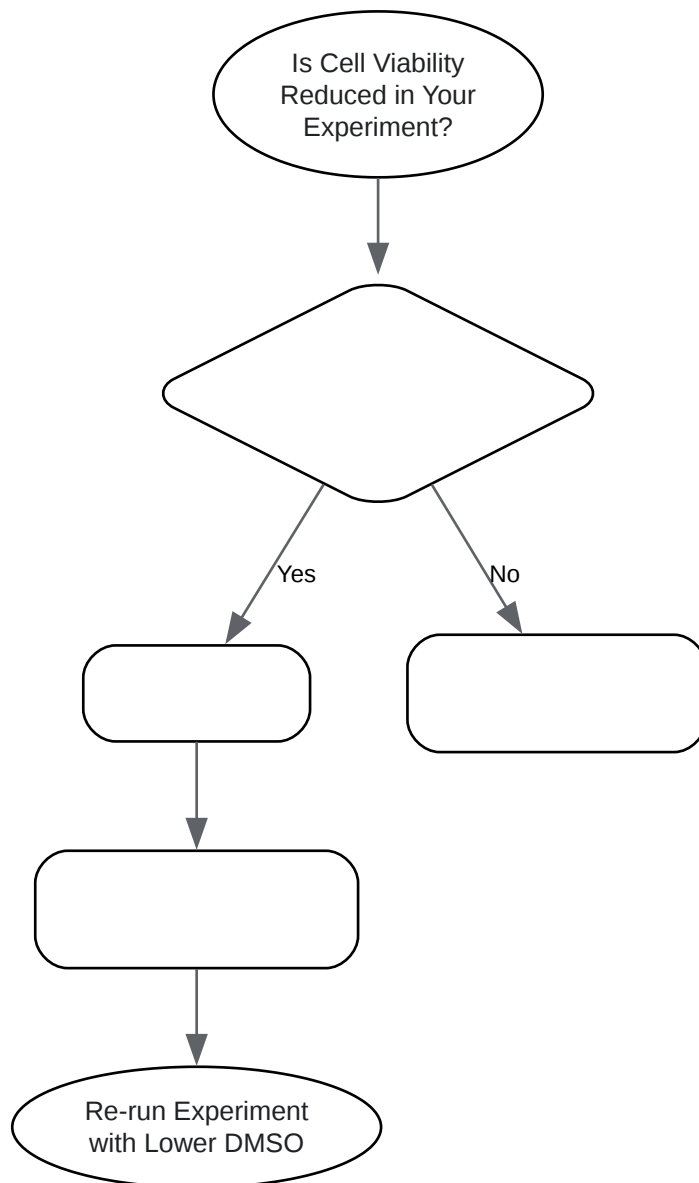 Is Cell Viability
Reduced in Your
Experiment?
Yes
No
Re-run Experiment
with Lower DMSO